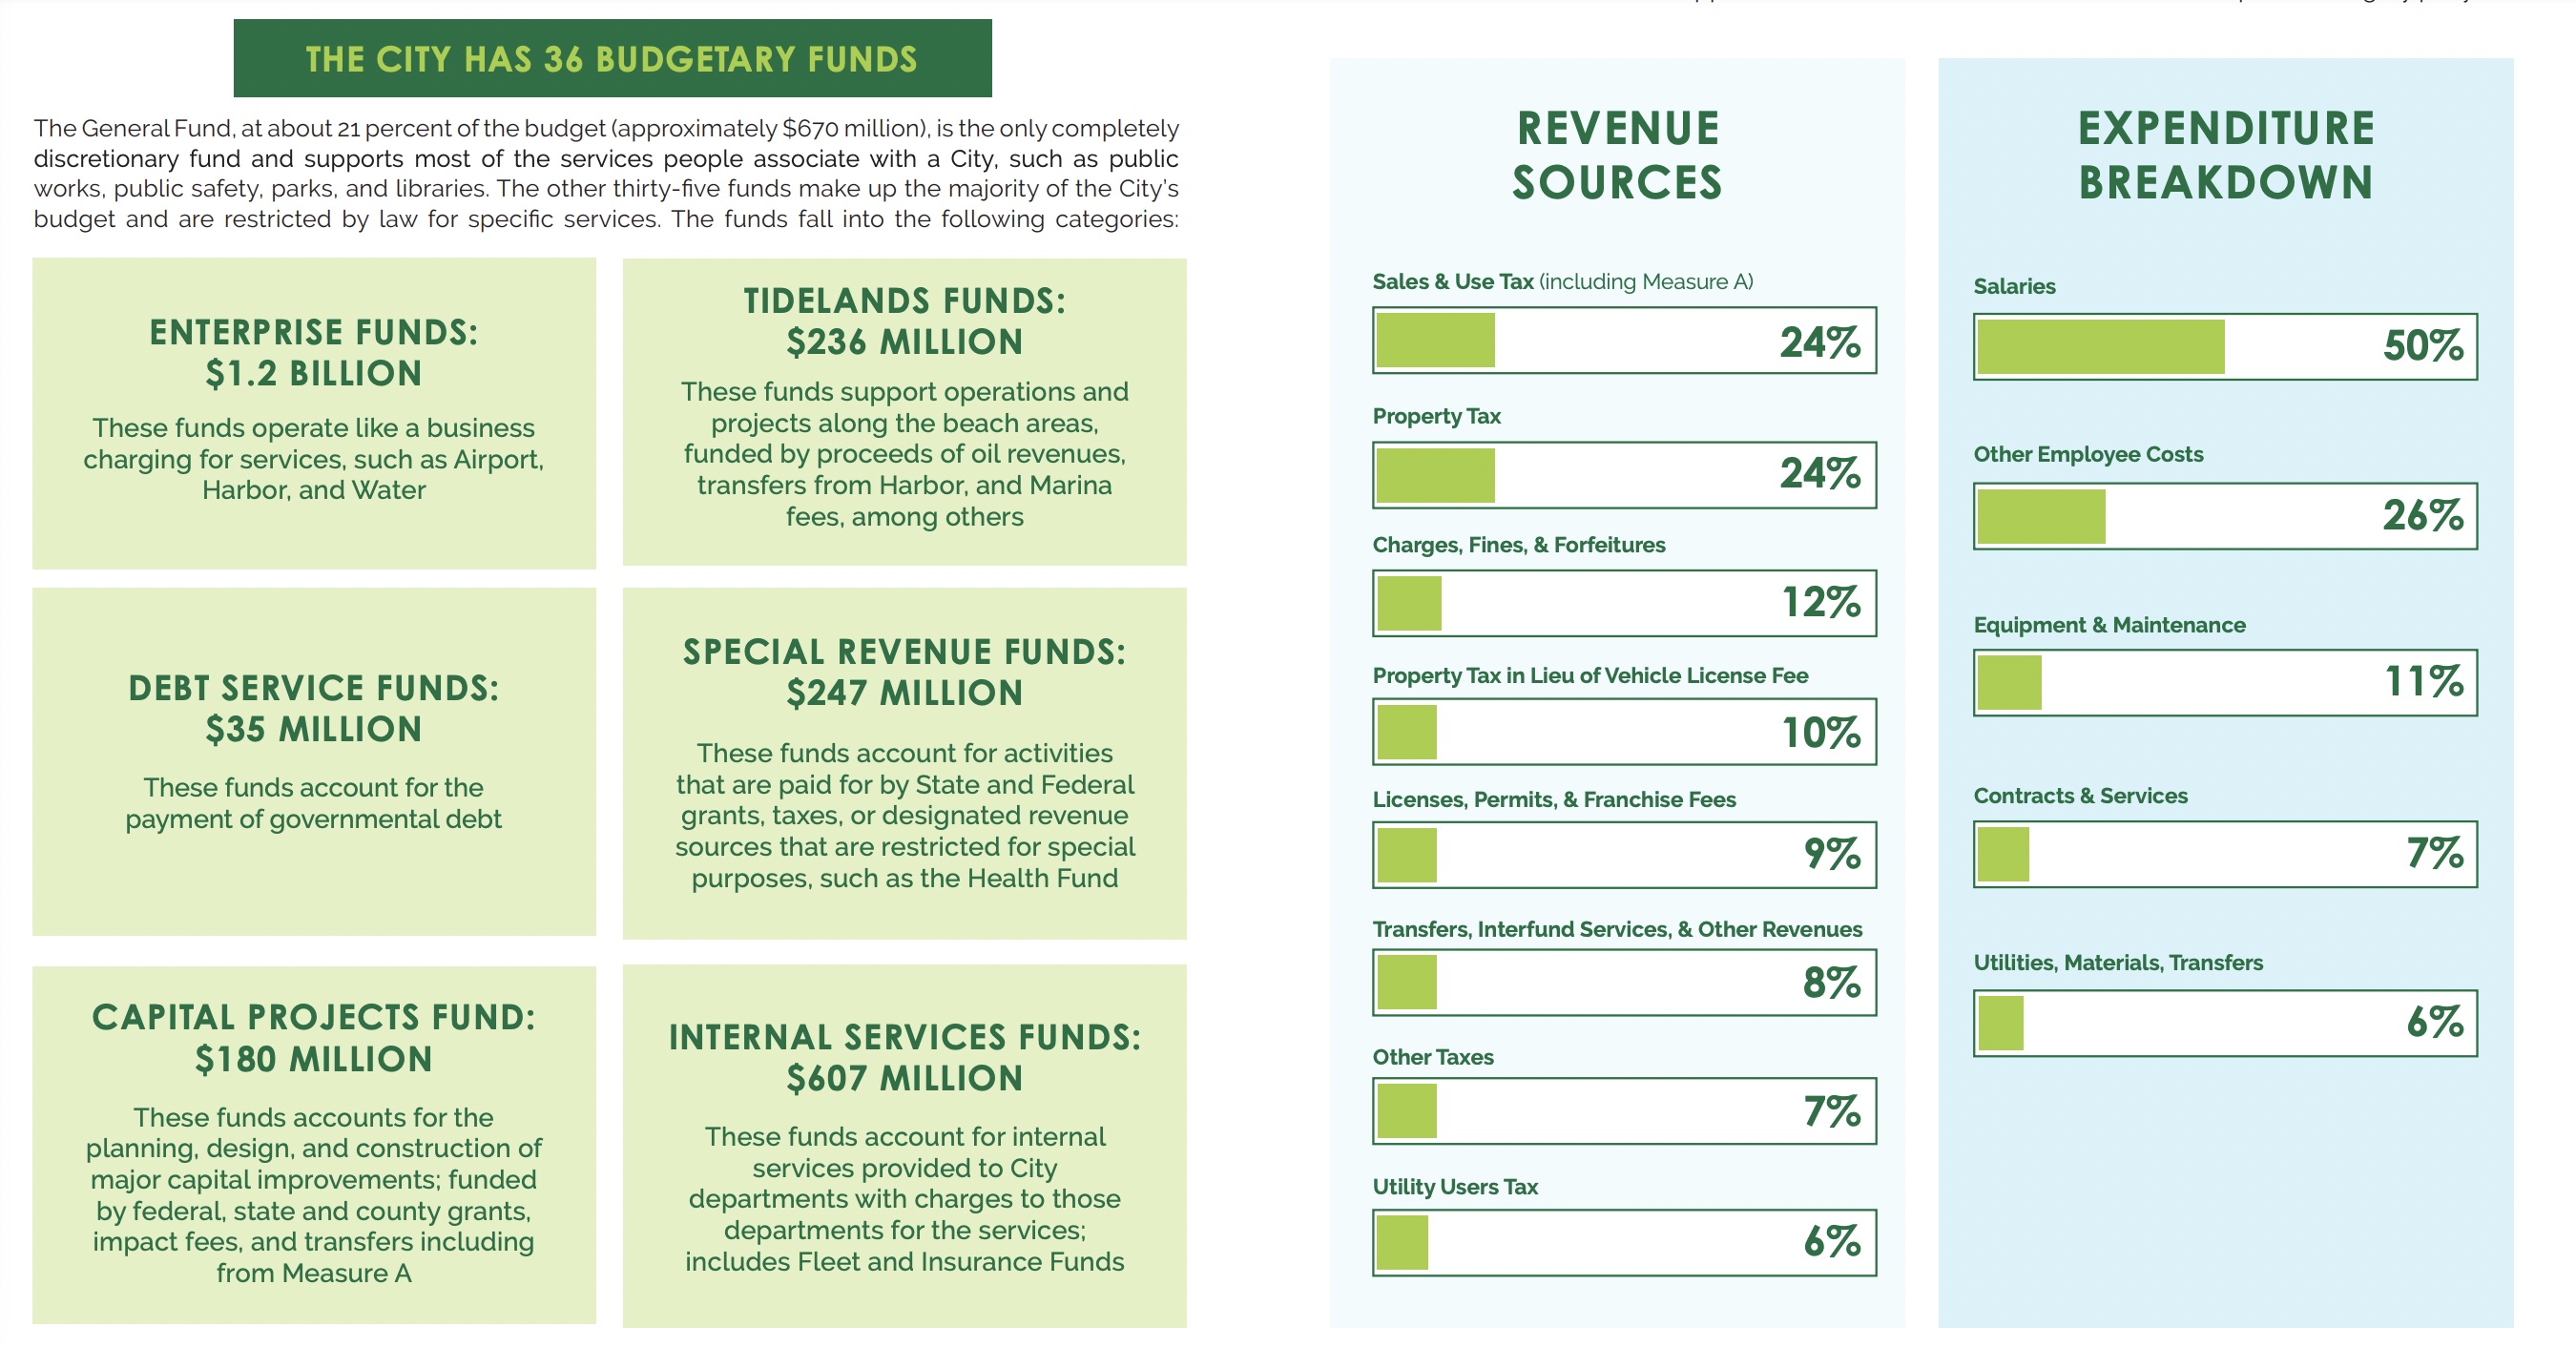 THE CITY HAS 36 BUDGETARY FUNDS
The General Fund, at about 21 percent of the budget (approximately $670 million), is the only completely
discretionary fund and supports most of the services people associate with a City, such as public
works, public safety, parks, and libraries. The other thirty-five funds make up the majority of the City's
budget and are restricted by law for specific services. The funds fall into the following categories:
ENTERPRISE FUNDS:
$1.2 BILLION
These funds operate like a business
charging for services, such as Airport,
Harbor, and Water
TIDELANDS FUNDS:
$236 MILLION
These funds support operations and
projects along the beach areas,
funded by proceeds of oil revenues,
transfers from Harbor, and Marina
fees, among others
DEBT SERVICE FUNDS:
$35 MILLION
These funds account for the
payment of governmental debt
SPECIAL REVENUE FUNDS:
$247 MILLION
These funds account for activities
that are paid for by State and Federal
grants, taxes, or designated revenue
sources that are restricted for special
purposes, such as the Health Fund
CAPITAL PROJECTS FUND:
$180 MILLION
These funds accounts for the
planning, design, and construction of
major capital improvements; funded
by federal, state and county grants,
impact fees, and transfers including
from Measure A
INTERNAL SERVICES FUNDS:
$607 MILLION
These funds account for internal
services provided to City
departments with charges to those
departments for the services;
includes Fleet and Insurance Funds
REVENUE
SOURCES
Sales & Use Tax (including Measure A)
24%
Property Tax
24%
Charges, Fines, & Forfeitures
12%
Property Tax in Lieu of Vehicle License Fee
10%
Licenses, Permits, & Franchise Fees
9%
Transfers, Interfund Services, & Other Revenues
8%
Other Taxes
7%
Utility Users Tax
6%
EXPENDITURE
BREAKDOWN
Salaries
50%
Other Employee Costs
26%
Equipment & Maintenance
11%
Contracts & Services
7%
Utilities, Materials, Transfers
6%